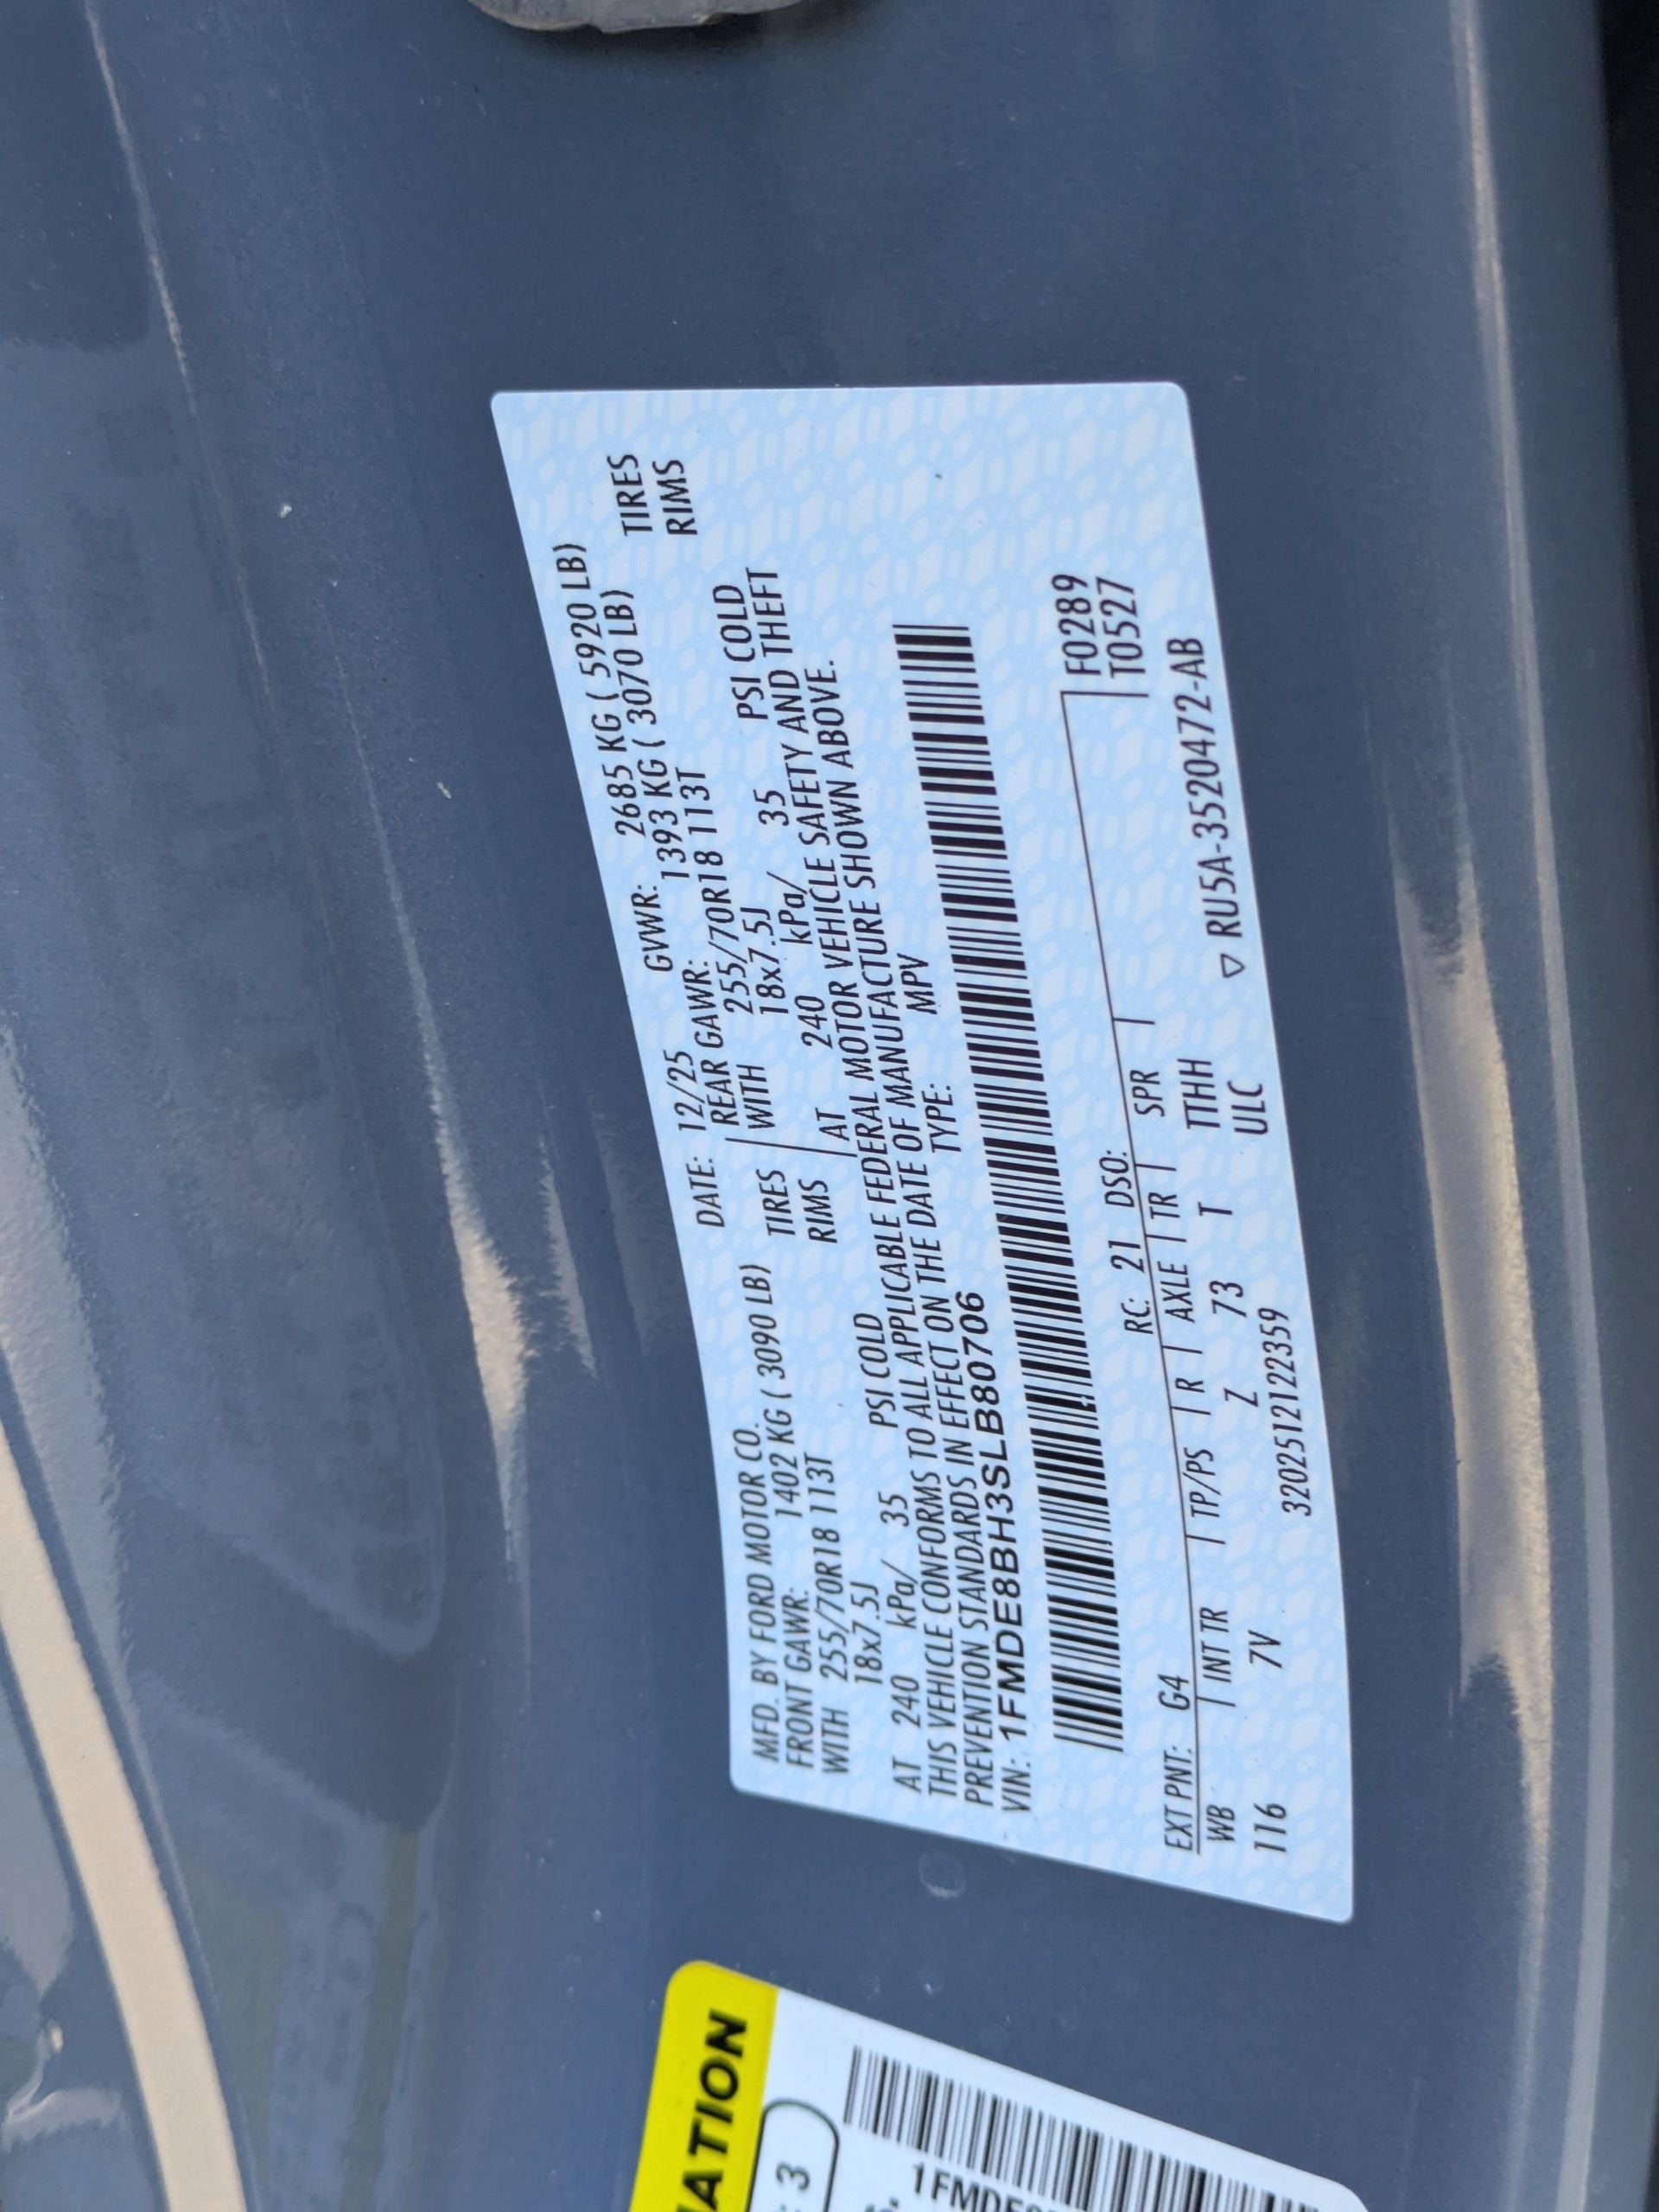 MFD. BY FORD MOTOR CO. DATE: 12/25 GVWR: 2685 KG ( 5920 LB)
FRONT GAWR: 1402 KG ( 3090 LB) REAR GAWR: 1393 KG ( 3070 LB)
WITH 255/70R18 113T TIRES WITH 255/70R18 113T TIRES
18x7.5J RIMS 18x7.5J RIMS
AT 240 kPa/ 35 PSI COLD AT 240 kPa/ 35 PSI COLD
THIS VEHICLE CONFORMS TO ALL APPLICABLE FEDERAL MOTOR VEHICLE SAFETY AND THEFT
PREVENTION STANDARDS IN EFFECT ON THE DATE OF MANUFACTURE SHOWN ABOVE.
VIN: 1FMDE8BH3SLB80706 TYPE: MPV
EXT PNT: G4 RC: 21 DSO: F0289
WB INT TR TP/PS R AXLE TR SPR T0527
116 7V Z 73 T TTHH
3202512122359 ULC ▽ RU5A-3520472-AB
3